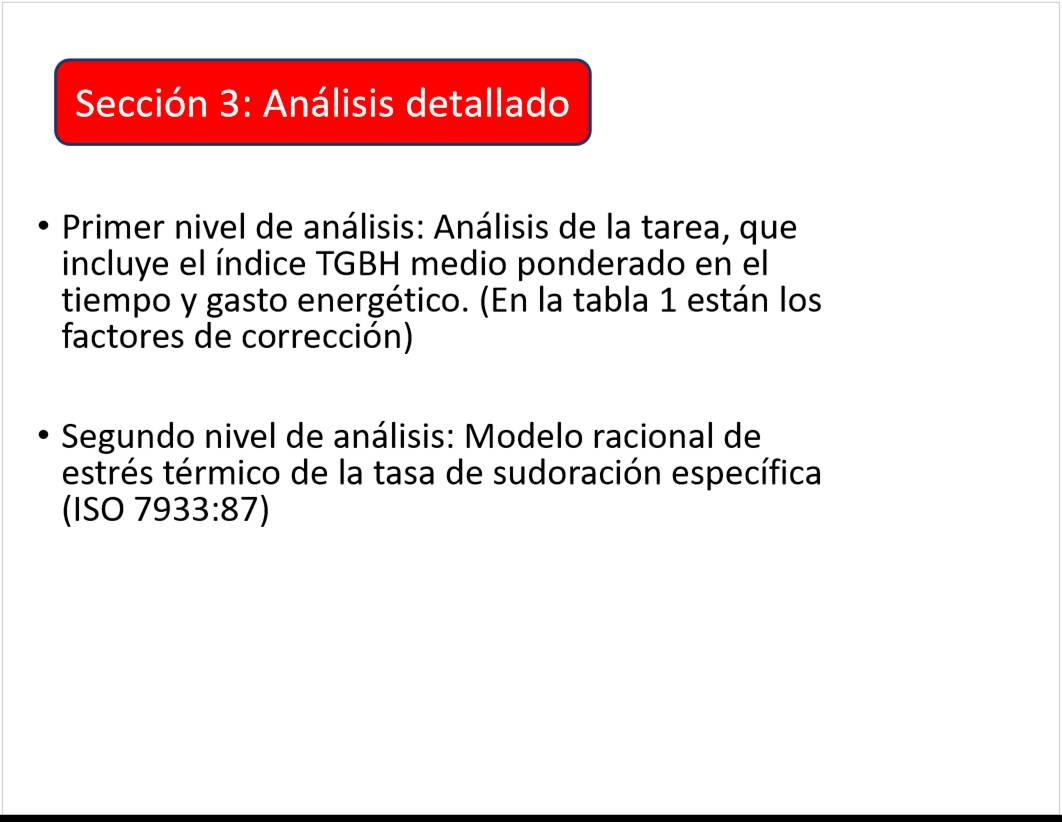 Sección 3: Análisis detallado
• Primer nivel de análisis: Análisis de la tarea, que
incluye el índice TGBH medio ponderado en el
tiempo y gasto energético. (En la tabla 1 están los
factores de corrección)
• Segundo nivel de análisis: Modelo racional de
estrés térmico de la tasa de sudoración específica
(ISO 7933:87)